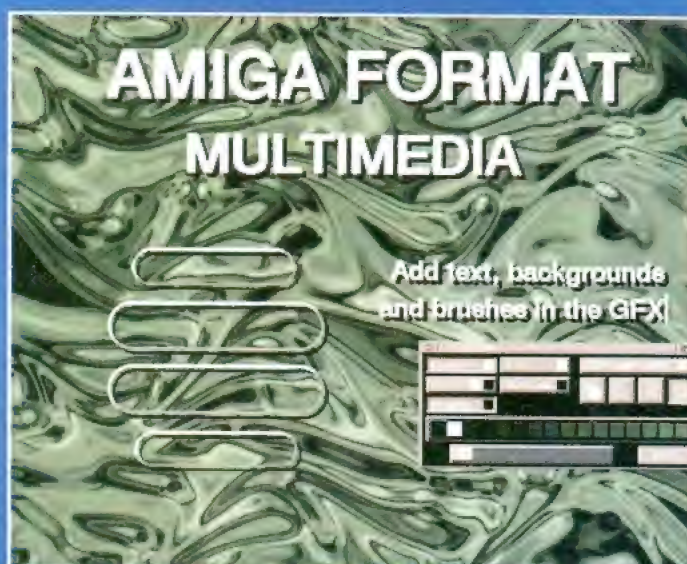 AMIGA FORMAT
MULTIMEDIA
Add text, backgrounds
and brushes in the GFX